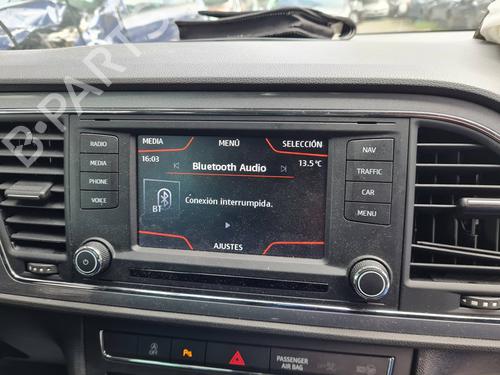 B-PARTS
MEDIA MENÚ SELECCIÓN
16:03 Bluetooth Audio 13.5°C
BT Conexión interrumpida.
AJUSTES
RADIO
MEDIA
PHONE
VOICE
NAV
TRAFFIC
CAR
MENU
A
P
PASSENGER
AIR BAG